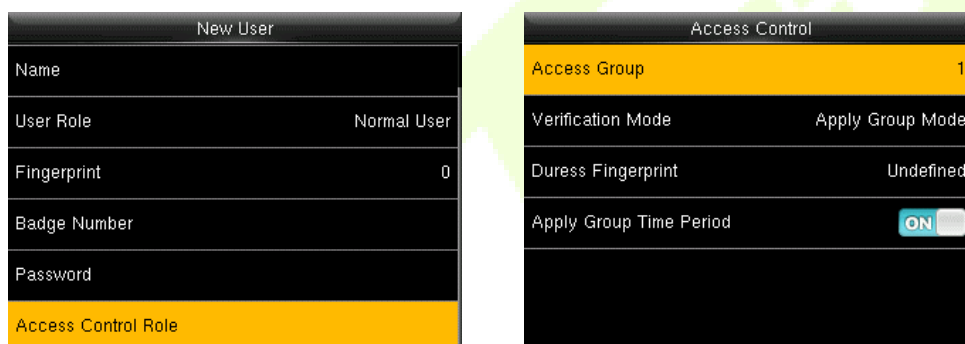 New User
Name
User Role Normal User
Fingerprint 0
Badge Number
Password
Access Control Role
Access Control
Access Group 1
Verification Mode Apply Group Mode
Duress Fingerprint Undefined
Apply Group Time Period ON